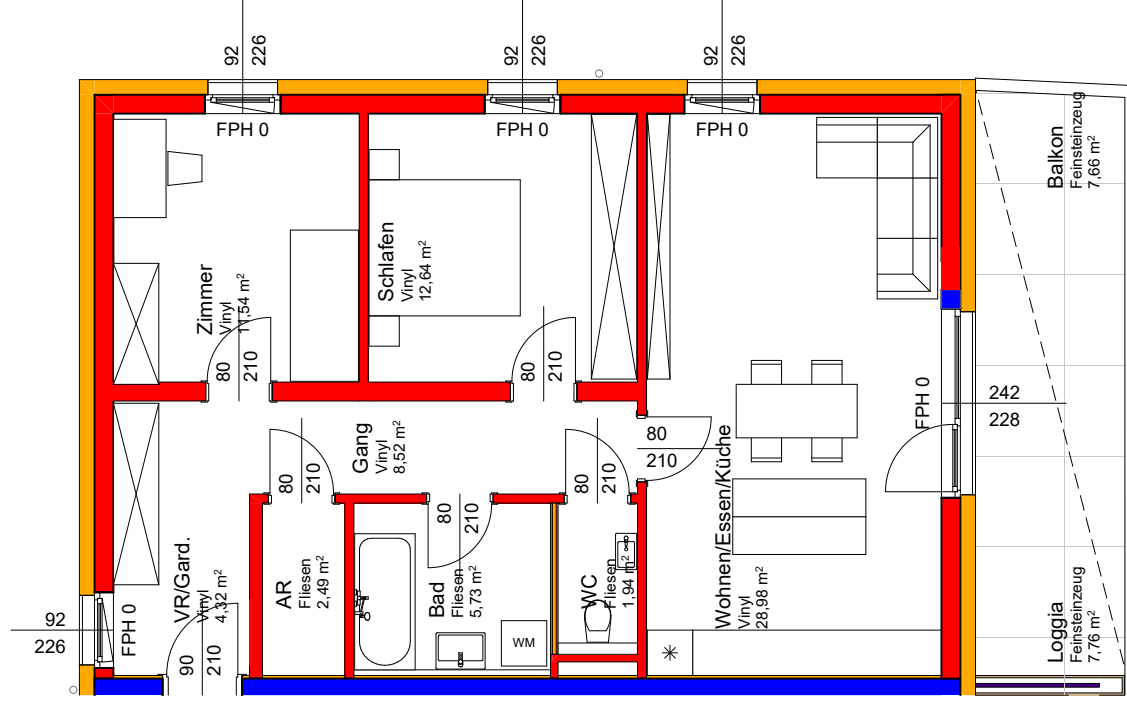 92
226
92
226
92
226
FPH 0
FPH 0
FPH 0
Balkon
Feinsteinzeug
7,66 m²
Zimmer
Vinyl
11,54 m²
Schlafen
Vinyl
12,64 m²
80
210
80
210
FPH 0
242
228
Gang
Vinyl
8,52 m²
80
210
80
210
80
210
80
210
Wohnen/Essen/Küche
Vinyl
28,98 m²
VR/Gard.
Vinyl
4,32 m²
AR
Fliesen
2,49 m²
Bad
Fliesen
5,73 m²
WC
Fliesen
1,94 m²
Loggia
Feinsteinzeug
7,76 m²
92
226
FPH 0
90
210
WM